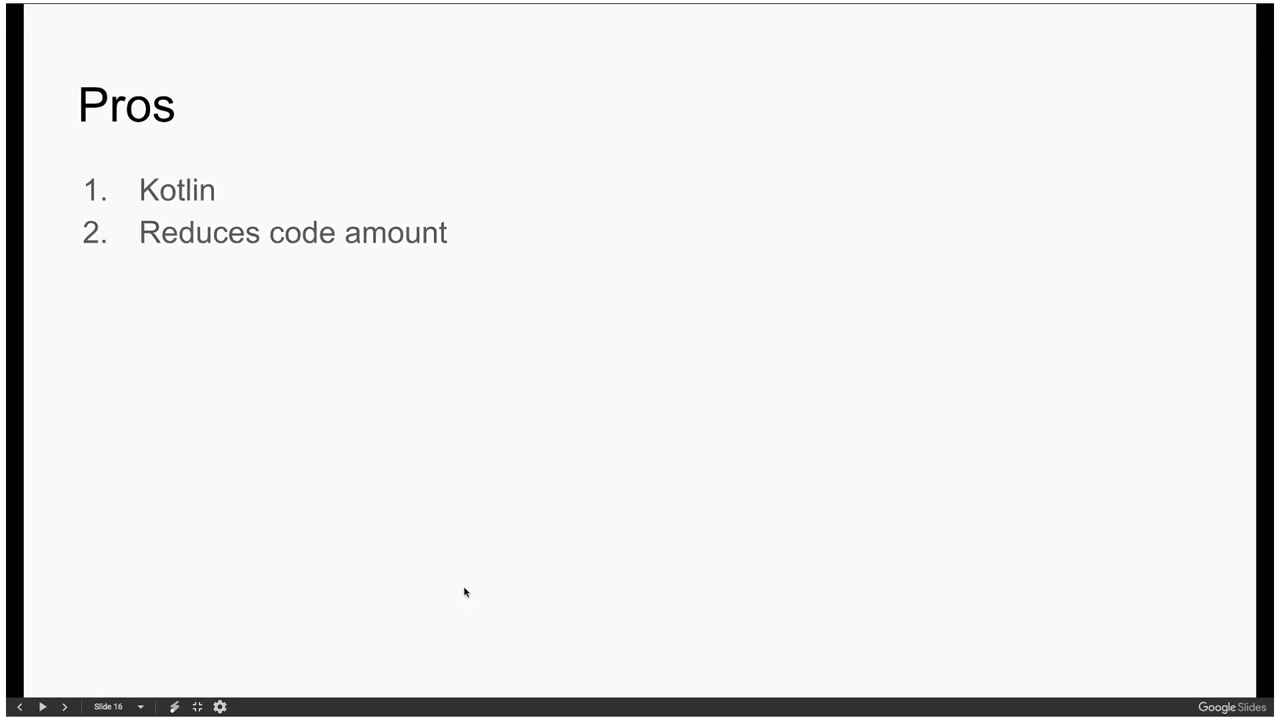 Pros
1. Kotlin
2. Reduces code amount
Slide 16
Google Slides